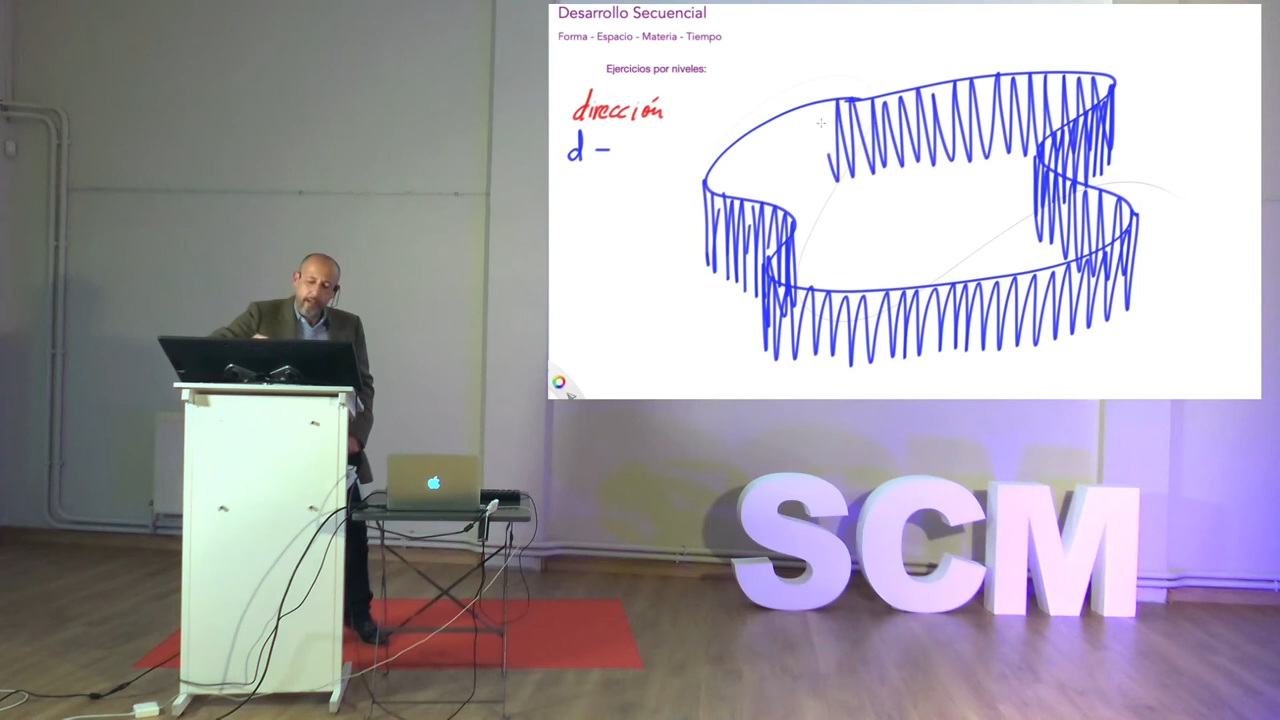 Desarrollo Secuencial
Forma - Espacio - Materia - Tiempo
Ejercicios por niveles:
dirección
d -
SCM